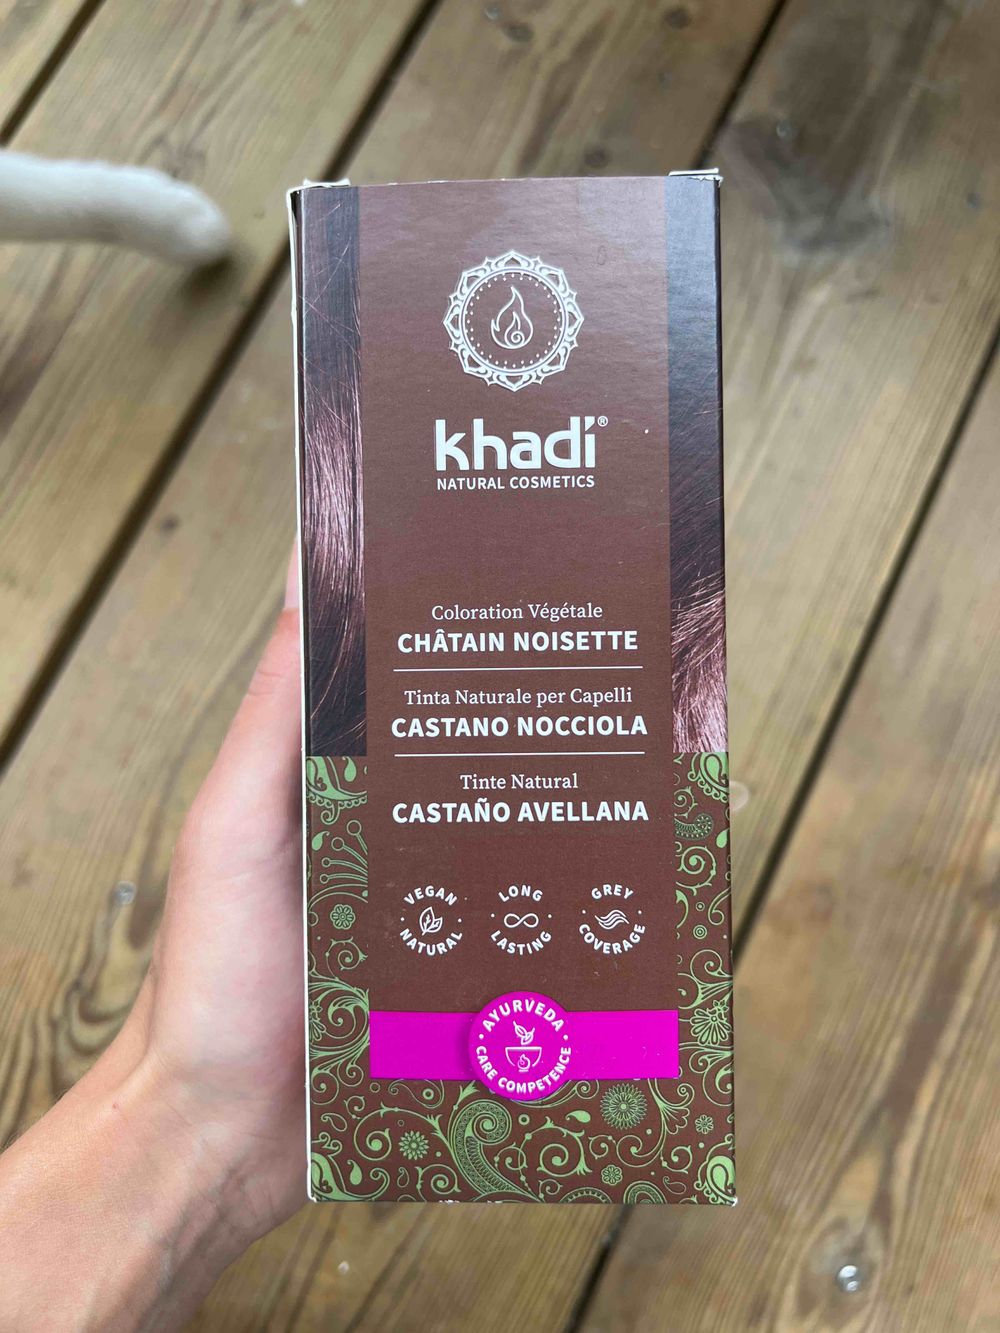 khadí®
NATURAL COSMETICS
Coloration Végétale
CHÂTAIN NOISETTE
Tinta Naturale per Capelli
CASTANO NOCCIOLA
Tinte Natural
CASTAÑO AVELLANA
VEGAN
NATURAL
LONG
LASTING
GREY
COVERAGE
AYURVEDA
CARE COMPETENCE